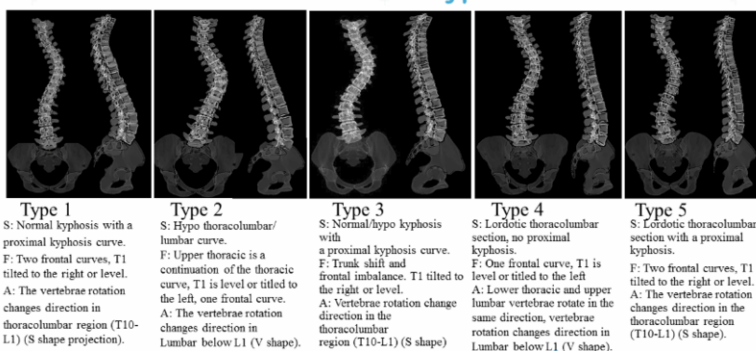 Type 1
S: Normal kyphosis with a
proximal kyphosis curve.
F: Two frontal curves, T1
tilted to the right or level.
A: The vertebrae rotation
changes direction in
thoracolumbar region (T10-
L1) (S shape projection).
Type 2
S: Hypo thoracolumbar/
lumbar curve.
F: Upper thoracic is a
continuation of the thoracic
curve, T1 is level or titled to
the left, one frontal curve.
A: The vertebrae rotation
changes direction in
Lumbar below L1 (V shape).
Type 3
S: Normal/hypo kyphosis
with
a proximal kyphosis curve.
F: Trunk shift and
frontal imbalance. T1 tilted to
the right or level.
A: Vertebrae rotation change
direction in the
thoracolumbar
region (T10-L1) (S shape)
Type 4
S: Lordotic thoracolumbar
section, no proximal
kyphosis.
F: One frontal curve, T1 is
level or titled to the left
A: Lower thoracic and upper
lumbar vertebrae rotate in the
same direction, vertebrae
rotation changes direction in
Lumbar below L1 (V shape).
Type 5
S: Lordotic thoracolumbar
section with a proximal
kyphosis.
F: Two frontal curves, T1
tilted to the right or level.
A: The vertebrae rotation
changes direction in the
thoracolumbar region
(T10-L1) (S shape).